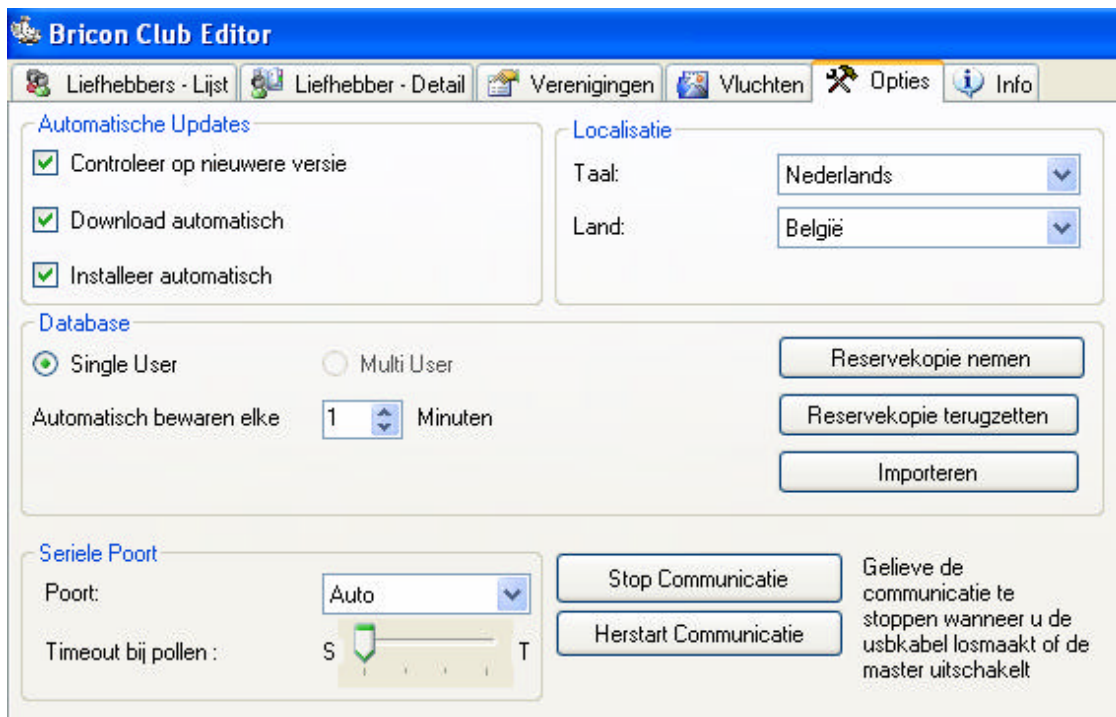 Bricon Club Editor
Liefhebbers - Lijst Liefhebber - Detail Verenigingen Vluchten Opties Info
Automatische Updates
Controleer op nieuwere versie
Download automatisch
Installeer automatisch
Localisatie
Taal: Nederlands
Land: België
Database
Single User Multi User
Automatisch bewaren elke 1 Minuten
Reservekopie nemen
Reservekopie terugzetten
Importeren
Seriele Poort
Poort: Auto
Timeout bij pollen : S T
Stop Communicatie
Herstart Communicatie
Gelieve de
communicatie te
stoppen wanneer u de
usbkabel losmaakt of de
master uitschakelt